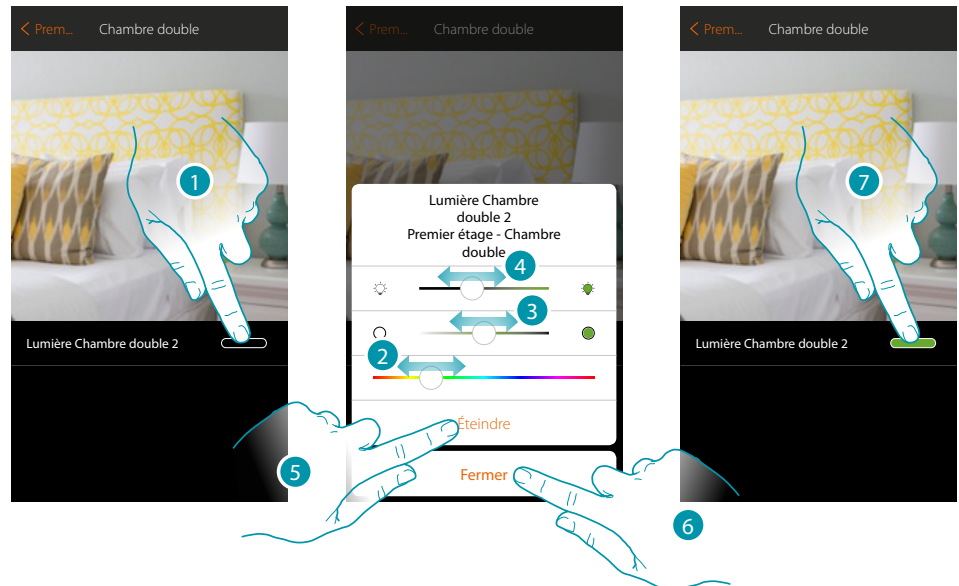 Prem... Chambre double
1
Lumière Chambre double 2
Prem... Chambre double
Lumière Chambre
double 2
Premier étage - Chambre
double
4
3
2
Éteindre
5
Fermer
6
Prem... Chambre double
7
Lumière Chambre double 2